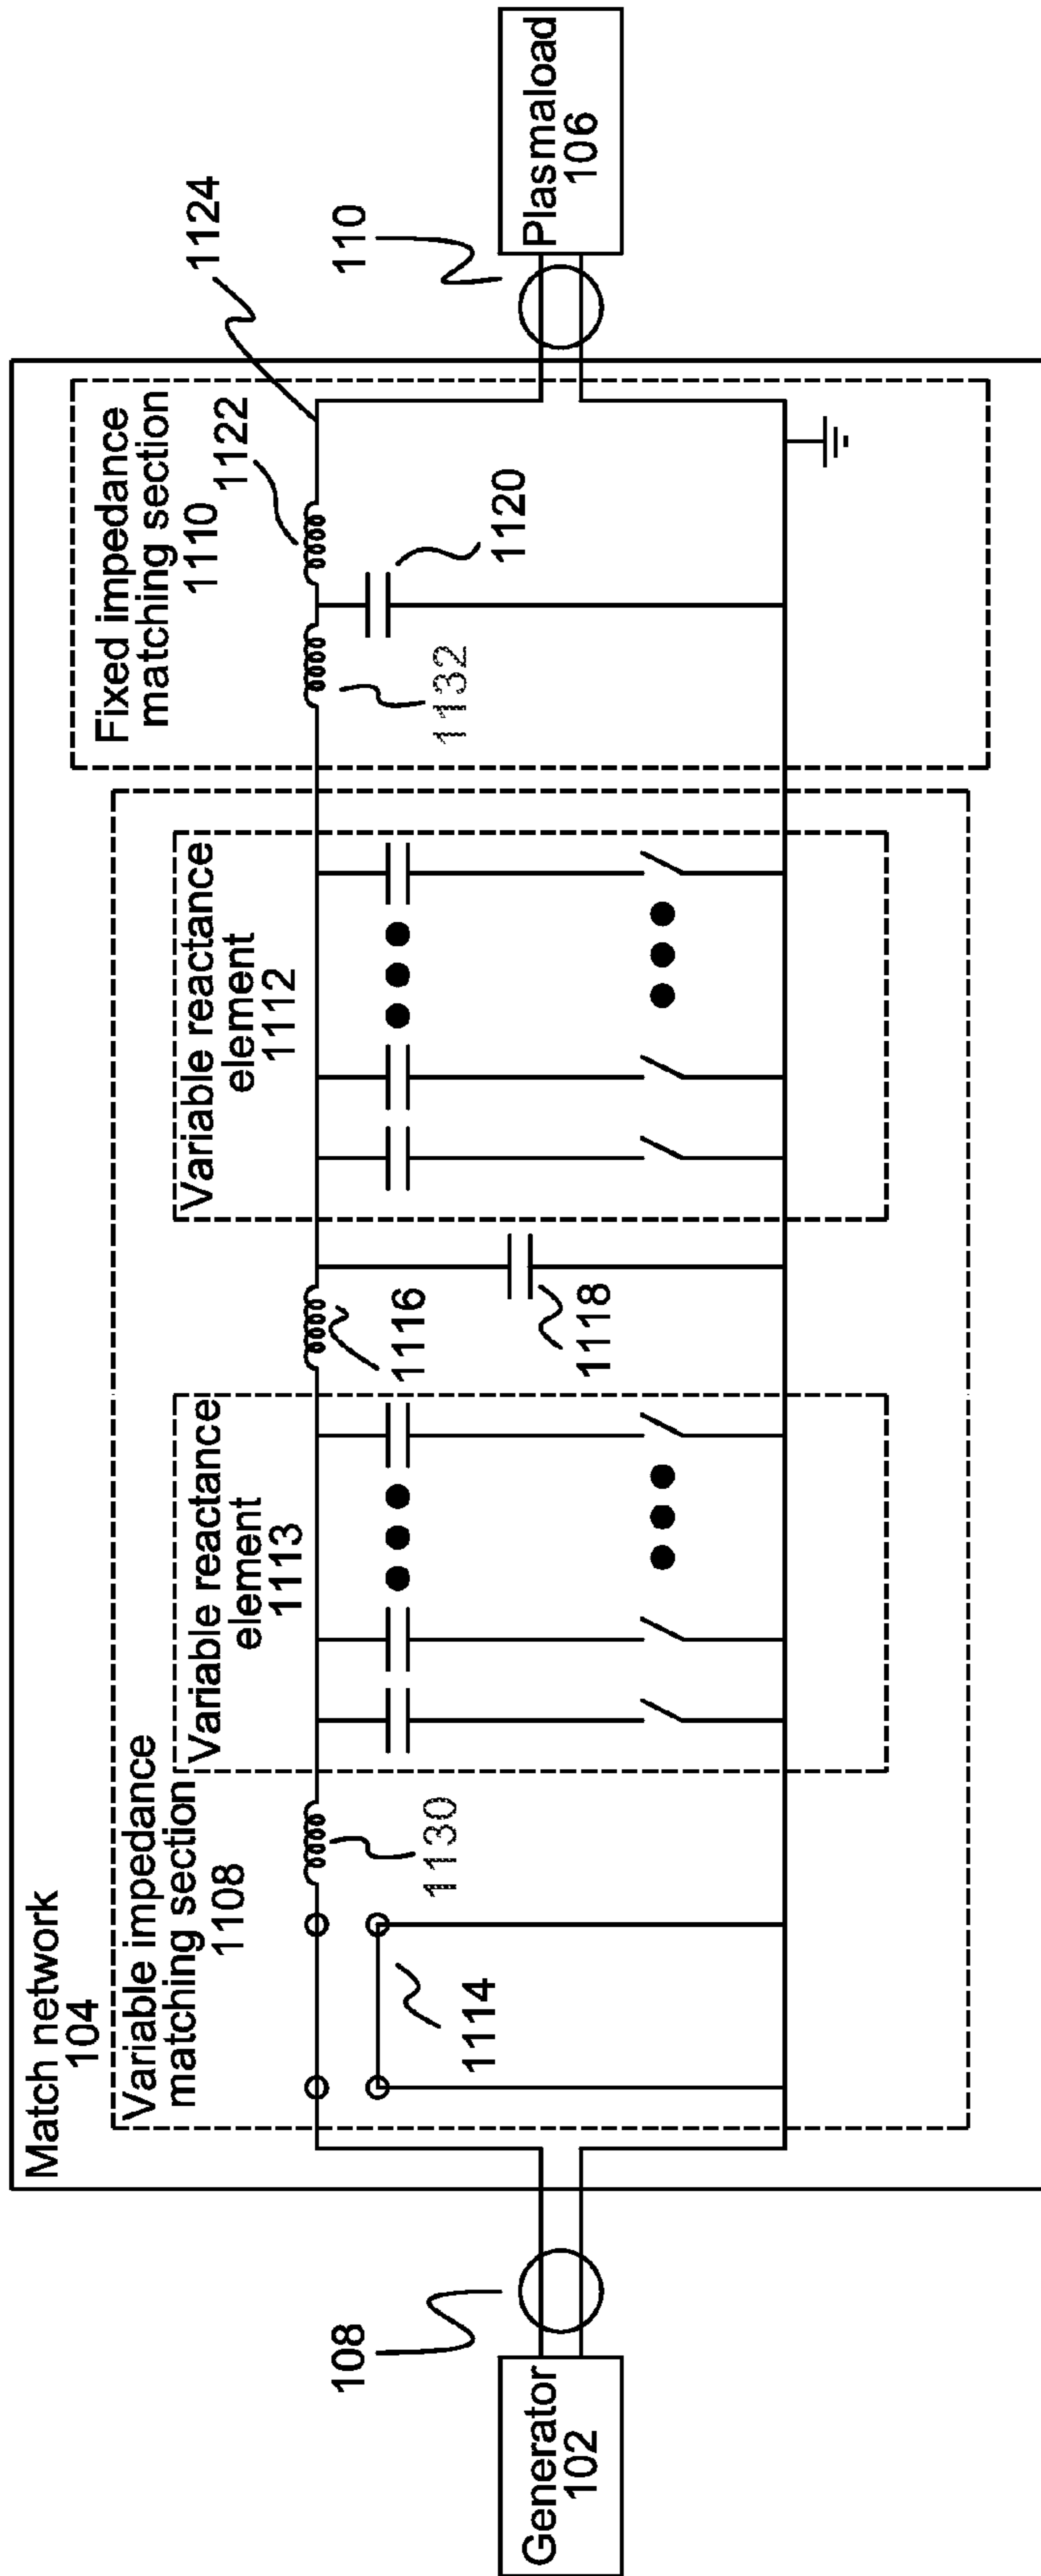 Match network
104
Variable impedance
matching section
1108
Variable reactance
element
1113
Variable reactance
element
1112
Fixed impedance
matching section
1110
1122
1124
108
Generator
102
1114
1130
1116
1118
1132
1120
110
Plasmaload
106